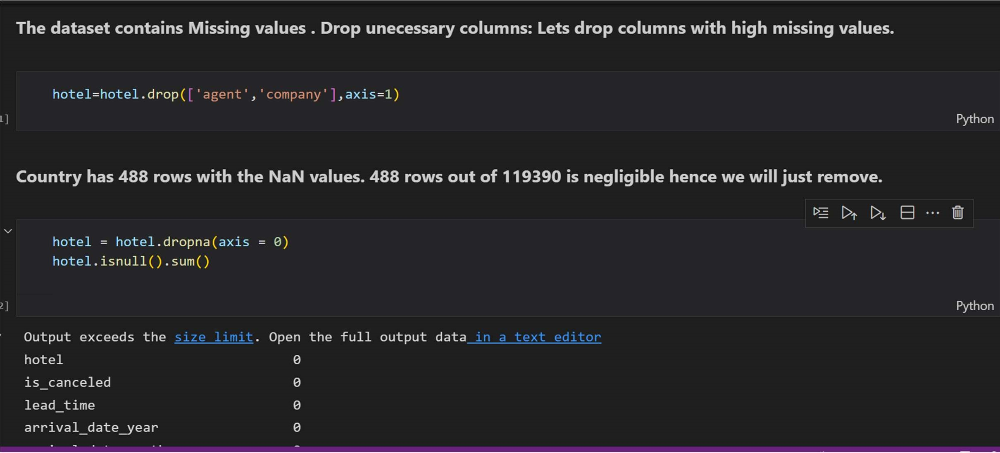 The dataset contains Missing values . Drop unecessary columns: Lets drop columns with high missing values.
hotel=hotel.drop(['agent','company'],axis=1)
1]
Python
Country has 488 rows with the NaN values. 488 rows out of 119390 is negligible hence we will just remove.
hotel = hotel.dropna(axis = 0)
hotel.isnull().sum()
2]
Python
Output exceeds the size limit. Open the full output data in a text editor
hotel 0
is_canceled 0
lead_time 0
arrival_date_year 0